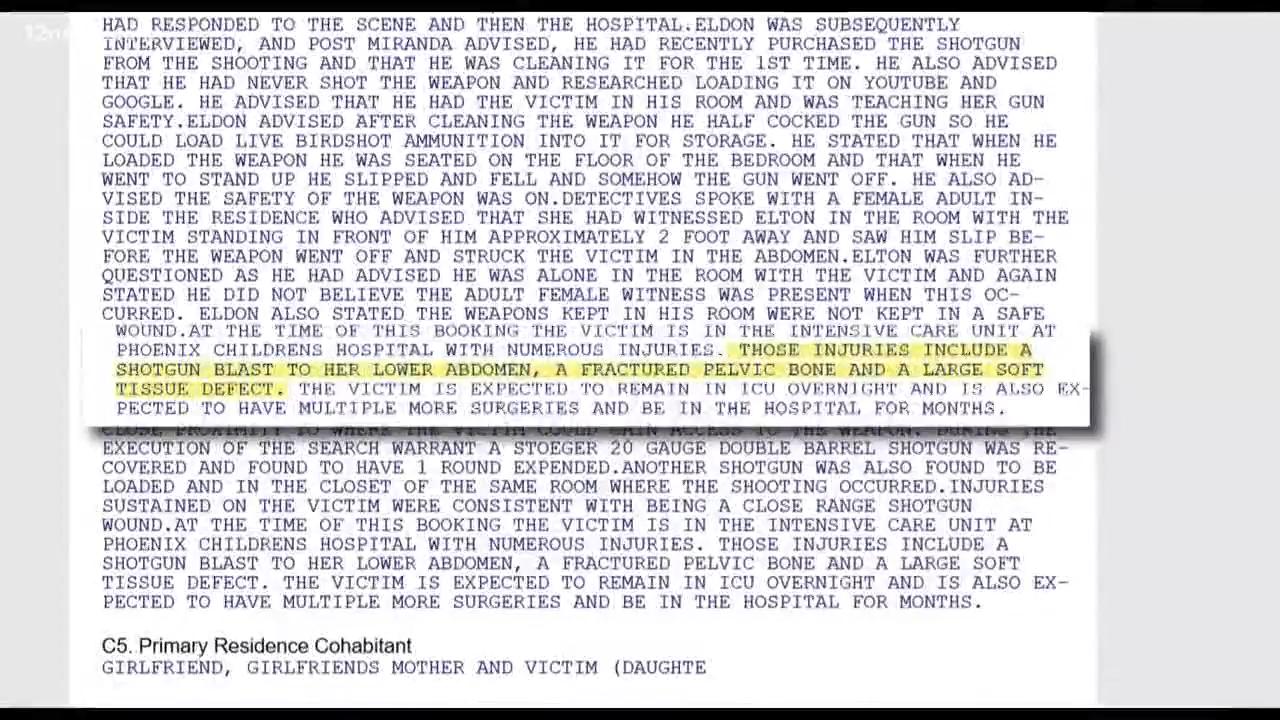 12n
HAD RESPONDED TO THE SCENE AND THEN THE HOSPITAL.ELDON WAS SUBSEQUENTLY
INTERVIEWED, AND POST MIRANDA ADVISED, HE HAD RECENTLY PURCHASED THE SHOTGUN
FROM THE SHOOTING AND THAT HE WAS CLEANING IT FOR THE 1ST TIME. HE ALSO ADVISED
THAT HE HAD NEVER SHOT THE WEAPON AND RESEARCHED LOADING IT ON YOUTUBE AND
GOOGLE. HE ADVISED THAT HE HAD THE VICTIM IN HIS ROOM AND WAS TEACHING HER GUN
SAFETY.ELDON ADVISED AFTER CLEANING THE WEAPON HE HALF COCKED THE GUN SO HE
COULD LOAD LIVE BIRDSHOT AMMUNITION INTO IT FOR STORAGE. HE STATED THAT WHEN HE
LOADED THE WEAPON HE WAS SEATED ON THE FLOOR OF THE BEDROOM AND THAT WHEN HE
WENT TO STAND UP HE SLIPPED AND FELL AND SOMEHOW THE GUN WENT OFF. HE ALSO AD-
VISED THE SAFETY OF THE WEAPON WAS ON.DETECTIVES SPOKE WITH A FEMALE ADULT IN-
SIDE THE RESIDENCE WHO ADVISED THAT SHE HAD WITNESSED ELTON IN THE ROOM WITH THE
VICTIM STANDING IN FRONT OF HIM APPROXIMATELY 2 FOOT AWAY AND SAW HIM SLIP BE-
FORE THE WEAPON WENT OFF AND STRUCK THE VICTIM IN THE ABDOMEN.ELTON WAS FURTHER
QUESTIONED AS HE HAD ADVISED HE WAS ALONE IN THE ROOM WITH THE VICTIM AND AGAIN
STATED HE DID NOT BELIEVE THE ADULT FEMALE WITNESS WAS PRESENT WHEN THIS OC-
CURRED. ELDON ALSO STATED THE WEAPONS KEPT IN HIS ROOM WERE NOT KEPT IN A SAFE
WOUND.AT THE TIME OF THIS BOOKING THE VICTIM IS IN THE INTENSIVE CARE UNIT AT
PHOENIX CHILDRENS HOSPITAL WITH NUMEROUS INJURIES. THOSE INJURIES INCLUDE A
SHOTGUN BLAST TO HER LOWER ABDOMEN, A FRACTURED PELVIC BONE AND A LARGE SOFT
TISSUE DEFECT. THE VICTIM IS EXPECTED TO REMAIN IN ICU OVERNIGHT AND IS ALSO EX-
PECTED TO HAVE MULTIPLE MORE SURGERIES AND BE IN THE HOSPITAL FOR MONTHS.
CLOSE PROXIMITY TO WHERE THE VICTIM COULD GAIN ACCESS TO THE WEAPON. DURING THE
EXECUTION OF THE SEARCH WARRANT A STOEGER 20 GAUGE DOUBLE BARREL SHOTGUN WAS RE-
COVERED AND FOUND TO HAVE 1 ROUND EXPENDED.ANOTHER SHOTGUN WAS ALSO FOUND TO BE
LOADED AND IN THE CLOSET OF THE SAME ROOM WHERE THE SHOOTING OCCURRED.INJURIES
SUSTAINED ON THE VICTIM WERE CONSISTENT WITH BEING A CLOSE RANGE SHOTGUN
WOUND.AT THE TIME OF THIS BOOKING THE VICTIM IS IN THE INTENSIVE CARE UNIT AT
PHOENIX CHILDRENS HOSPITAL WITH NUMEROUS INJURIES. THOSE INJURIES INCLUDE A
SHOTGUN BLAST TO HER LOWER ABDOMEN, A FRACTURED PELVIC BONE AND A LARGE SOFT
TISSUE DEFECT. THE VICTIM IS EXPECTED TO REMAIN IN ICU OVERNIGHT AND IS ALSO EX-
PECTED TO HAVE MULTIPLE MORE SURGERIES AND BE IN THE HOSPITAL FOR MONTHS.
C5. Primary Residence Cohabitant
GIRLFRIEND, GIRLFRIENDS MOTHER AND VICTIM (DAUGHTE